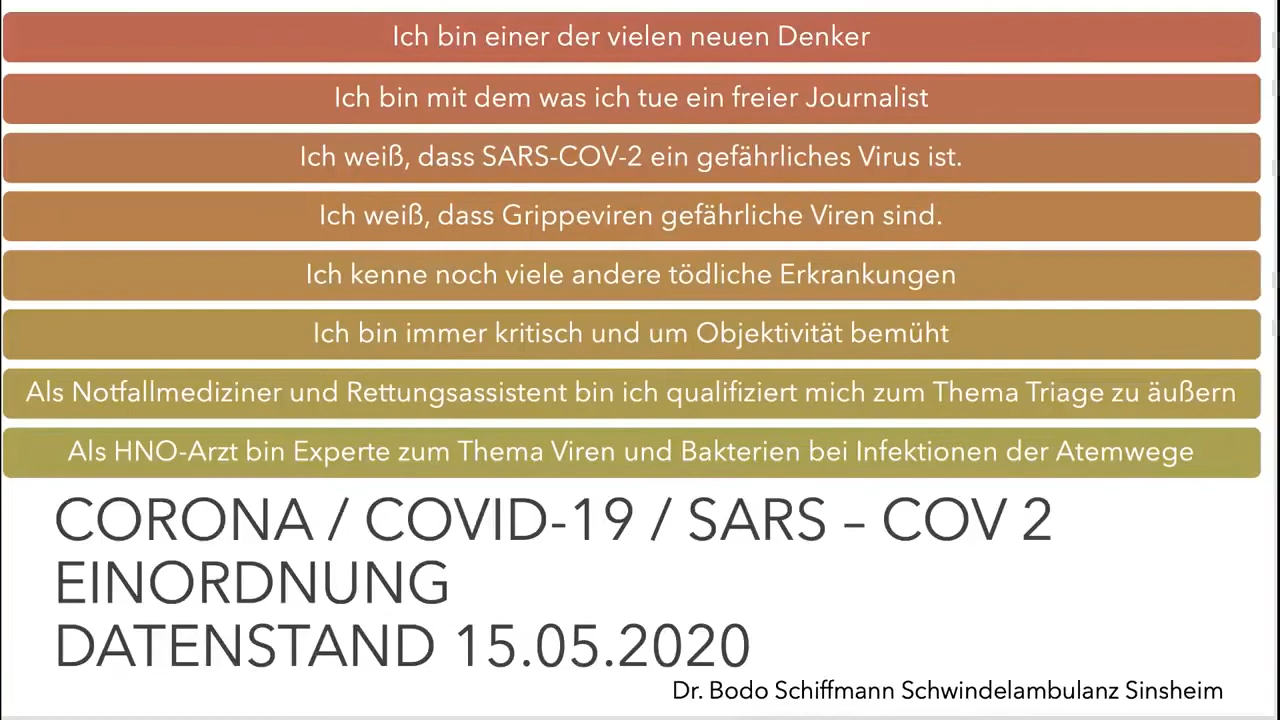 Ich bin einer der vielen neuen Denker
Ich bin mit dem was ich tue ein freier Journalist
Ich weiß, dass SARS-COV-2 ein gefährliches Virus ist.
Ich weiß, dass Grippeviren gefährliche Viren sind.
Ich kenne noch viele andere tödliche Erkrankungen
Ich bin immer kritisch und um Objektivität bemüht
Als Notfallmediziner und Rettungsassistent bin ich qualifiziert mich zum Thema Triage zu äußern
Als HNO-Arzt bin Experte zum Thema Viren und Bakterien bei Infektionen der Atemwege
CORONA / COVID-19 / SARS – COV 2
EINORDNUNG
DATENSTAND 15.05.2020
Dr. Bodo Schiffmann Schwindelambulanz Sinsheim